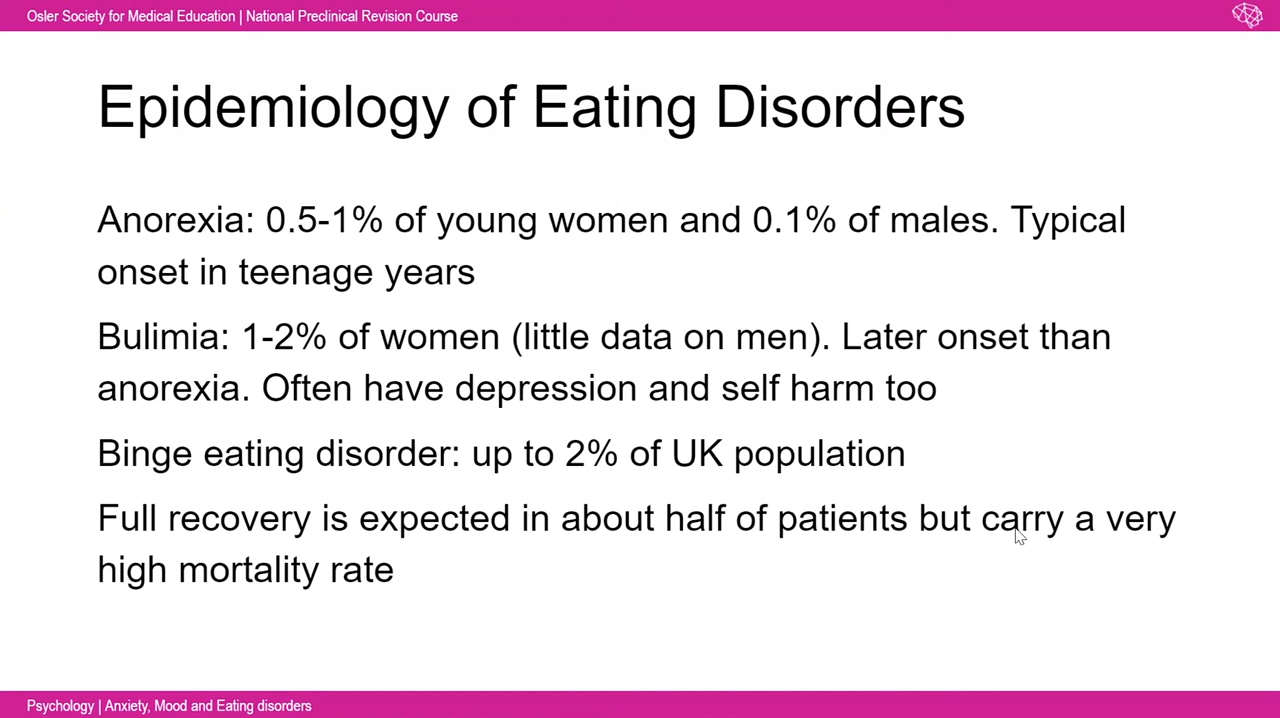 Osler Society for Medical Education | National Preclinical Revision Course
Epidemiology of Eating Disorders
Anorexia: 0.5-1% of young women and 0.1% of males. Typical
onset in teenage years
Bulimia: 1-2% of women (little data on men). Later onset than
anorexia. Often have depression and self harm too
Binge eating disorder: up to 2% of UK population
Full recovery is expected in about half of patients but carry a very
high mortality rate
Psychology | Anxiety, Mood and Eating disorders